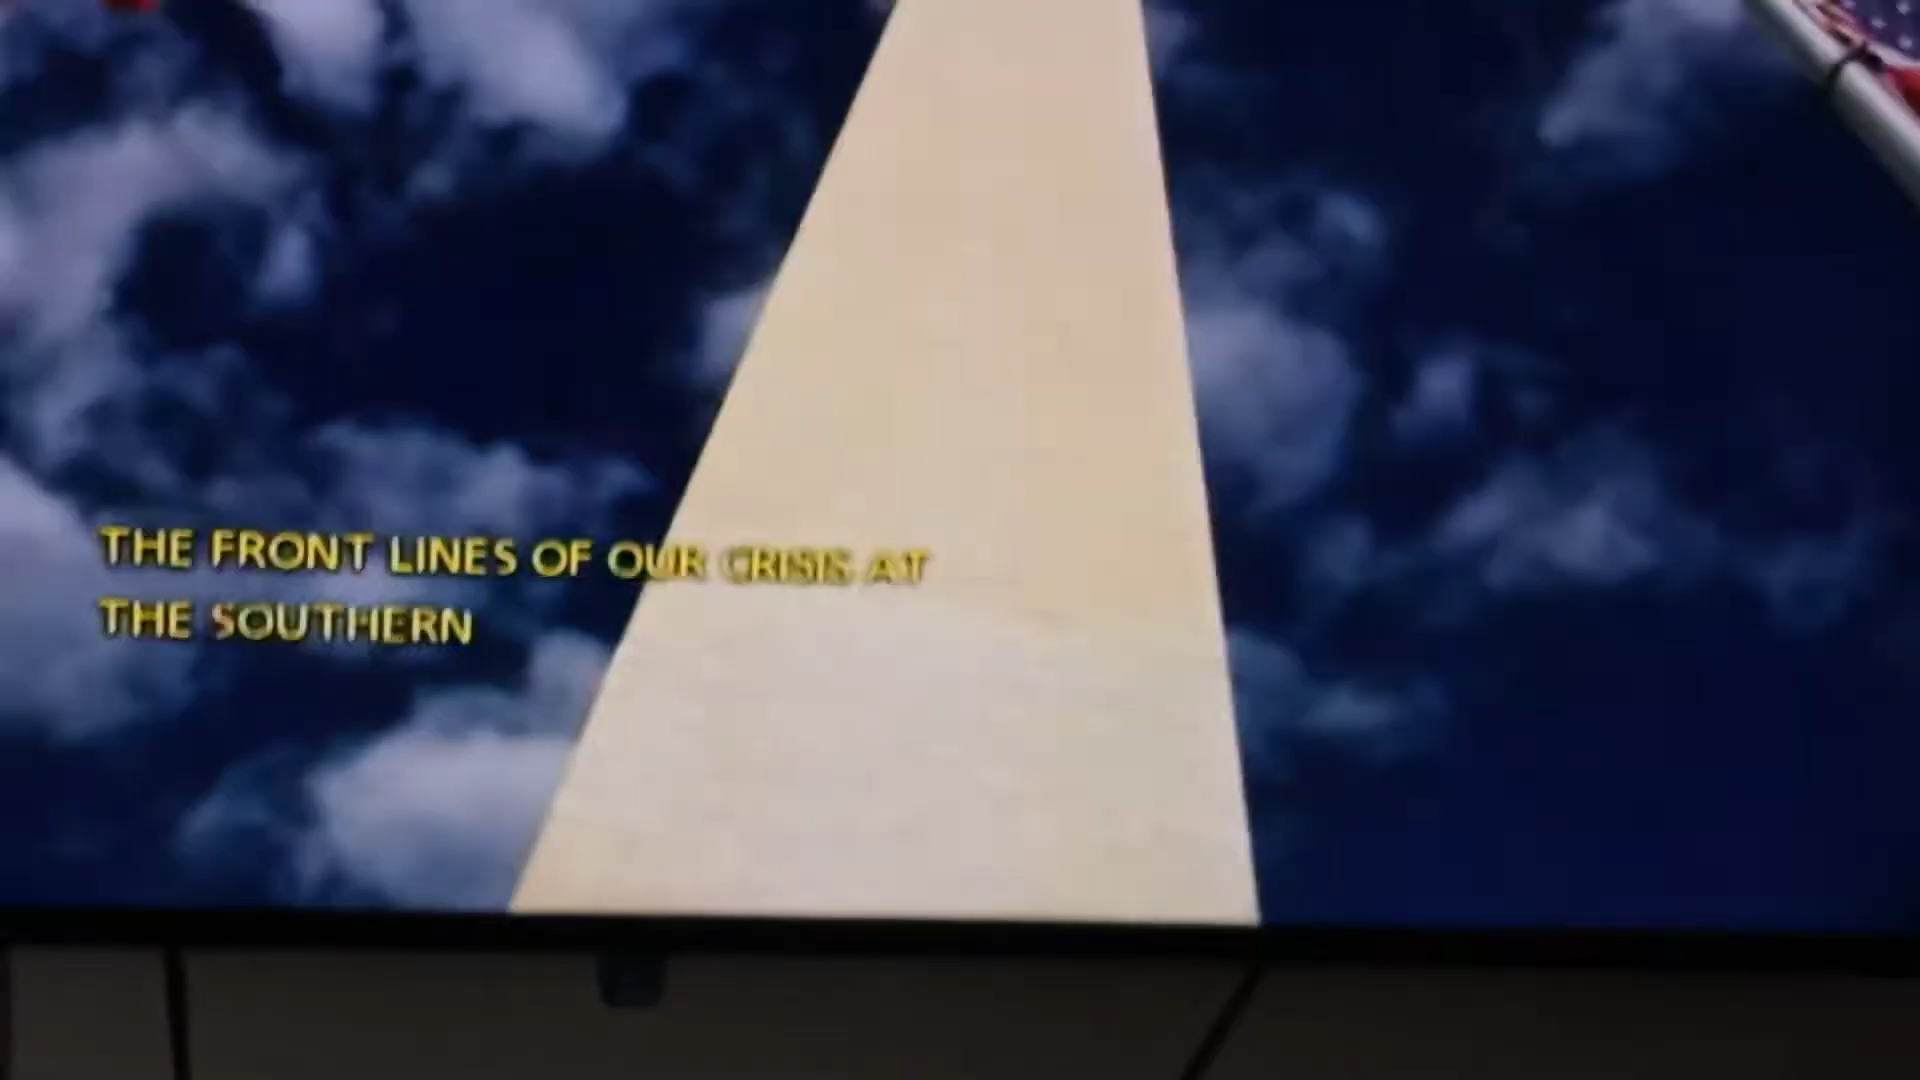 THE FRONT LINES OF OUR CRISIS AT
THE SOUTHERN